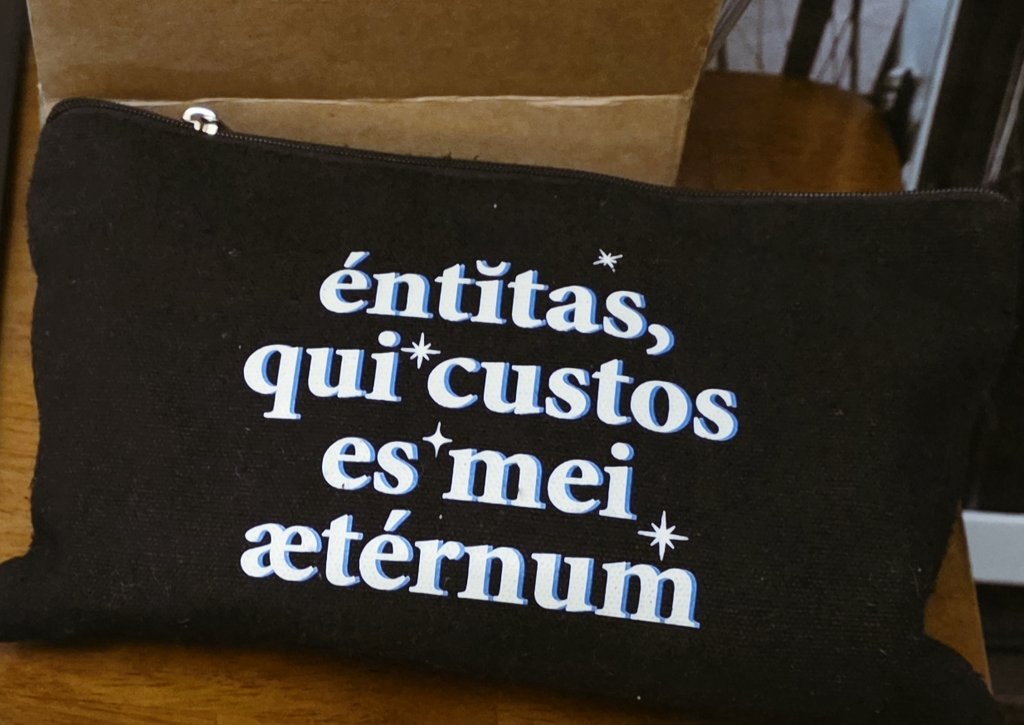 éntĭtas,
qui custos
es mei
ætérnum